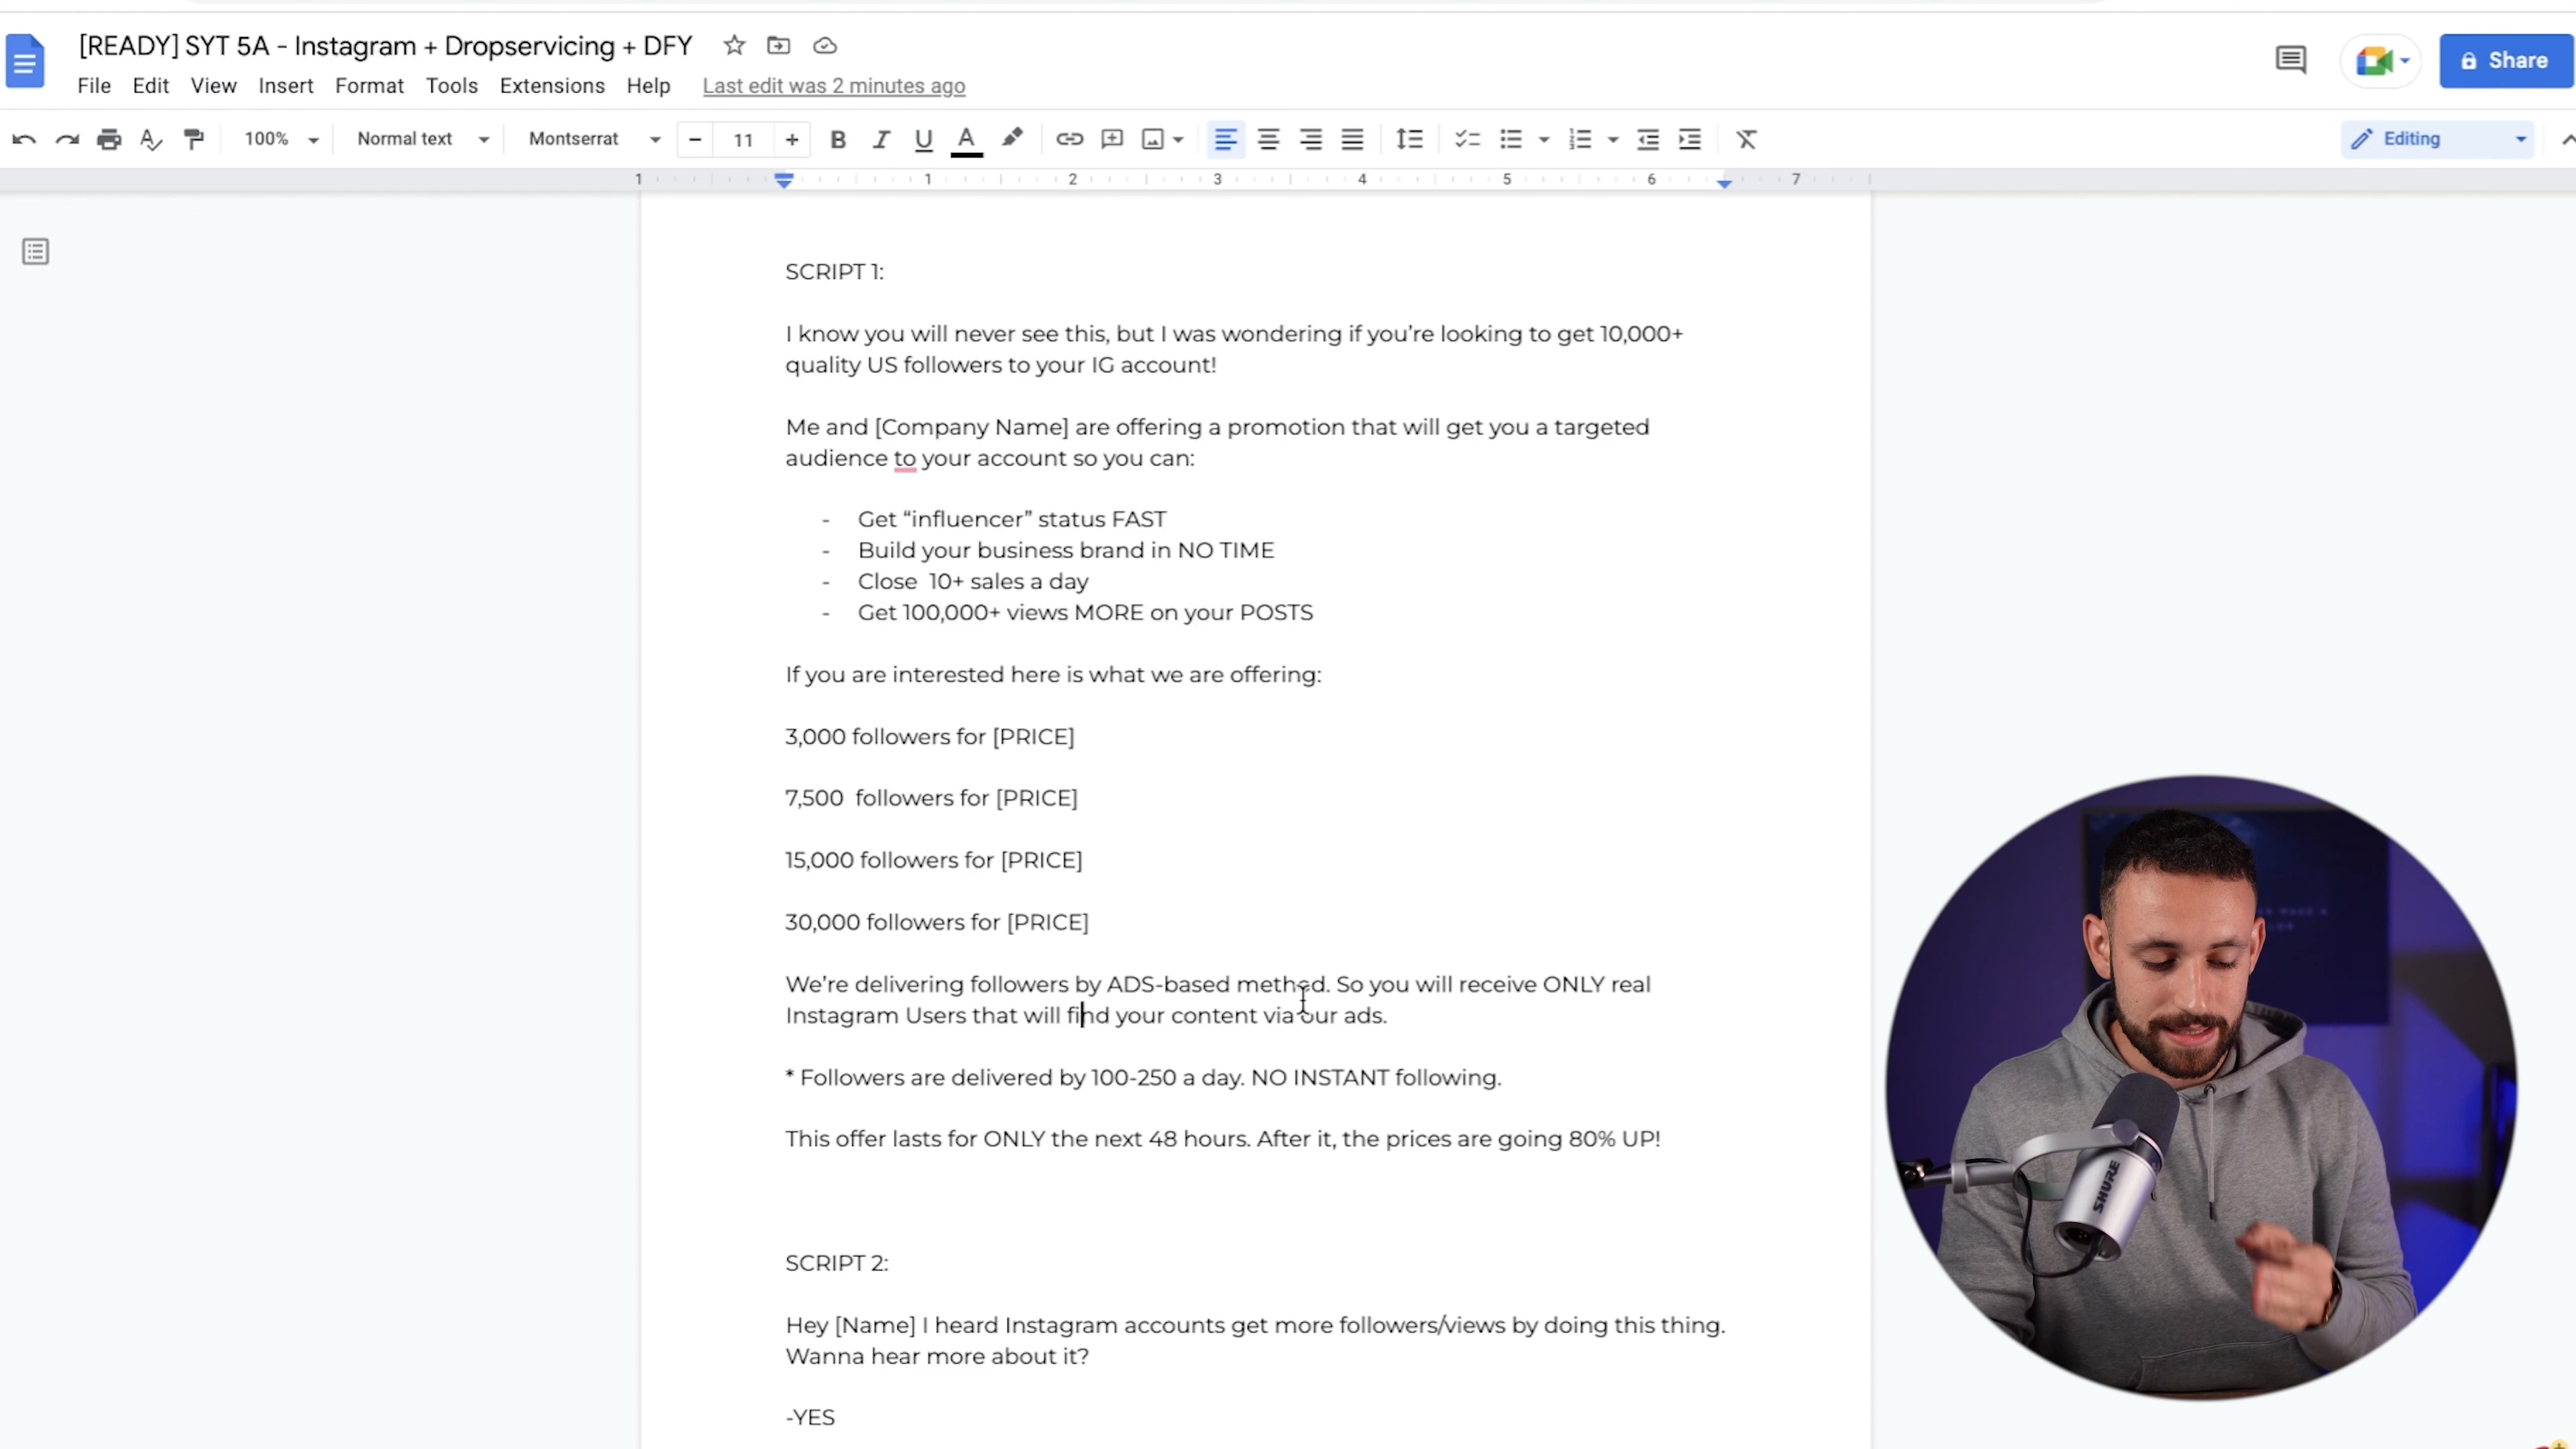 [READY] SYT 5A - Instagram + Dropservicing + DFY
Share
File Edit View Insert Format Tools Extensions Help Last edit was 2 minutes ago
100% Normal text Montserrat - 11 + B I U A Editing
1 1 2 3 4 5 6 7
SCRIPT 1:
I know you will never see this, but I was wondering if you’re looking to get 10,000+
quality US followers to your IG account!
Me and [Company Name] are offering a promotion that will get you a targeted
audience to your account so you can:
- Get “influencer” status FAST
- Build your business brand in NO TIME
- Close 10+ sales a day
- Get 100,000+ views MORE on your POSTS
If you are interested here is what we are offering:
3,000 followers for [PRICE]
7,500 followers for [PRICE]
15,000 followers for [PRICE]
30,000 followers for [PRICE]
We’re delivering followers by ADS-based method. So you will receive ONLY real
Instagram Users that will find your content via our ads.
* Followers are delivered by 100-250 a day. NO INSTANT following.
This offer lasts for ONLY the next 48 hours. After it, the prices are going 80% UP!
SCRIPT 2:
Hey [Name] I heard Instagram accounts get more followers/views by doing this thing.
Wanna hear more about it?
-YES
SHURE